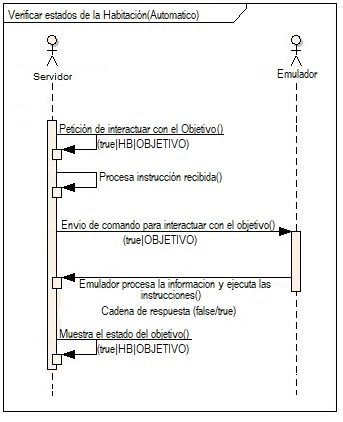 Verificar estados de la Habitación(Automatico)
Servidor
Emulador
Petición de interactuar con el Objetivo()
(true|HB|OBJETIVO)
Procesa instrucción recibida()
Envio de comando para interactuar con el objetivo()
(true|OBJETIVO)
Emulador procesa la informacion y ejecuta las
instrucciones()
Cadena de respuesta (false/true)
Muestra el estado del objetivo()
(true|HB|OBJETIVO)